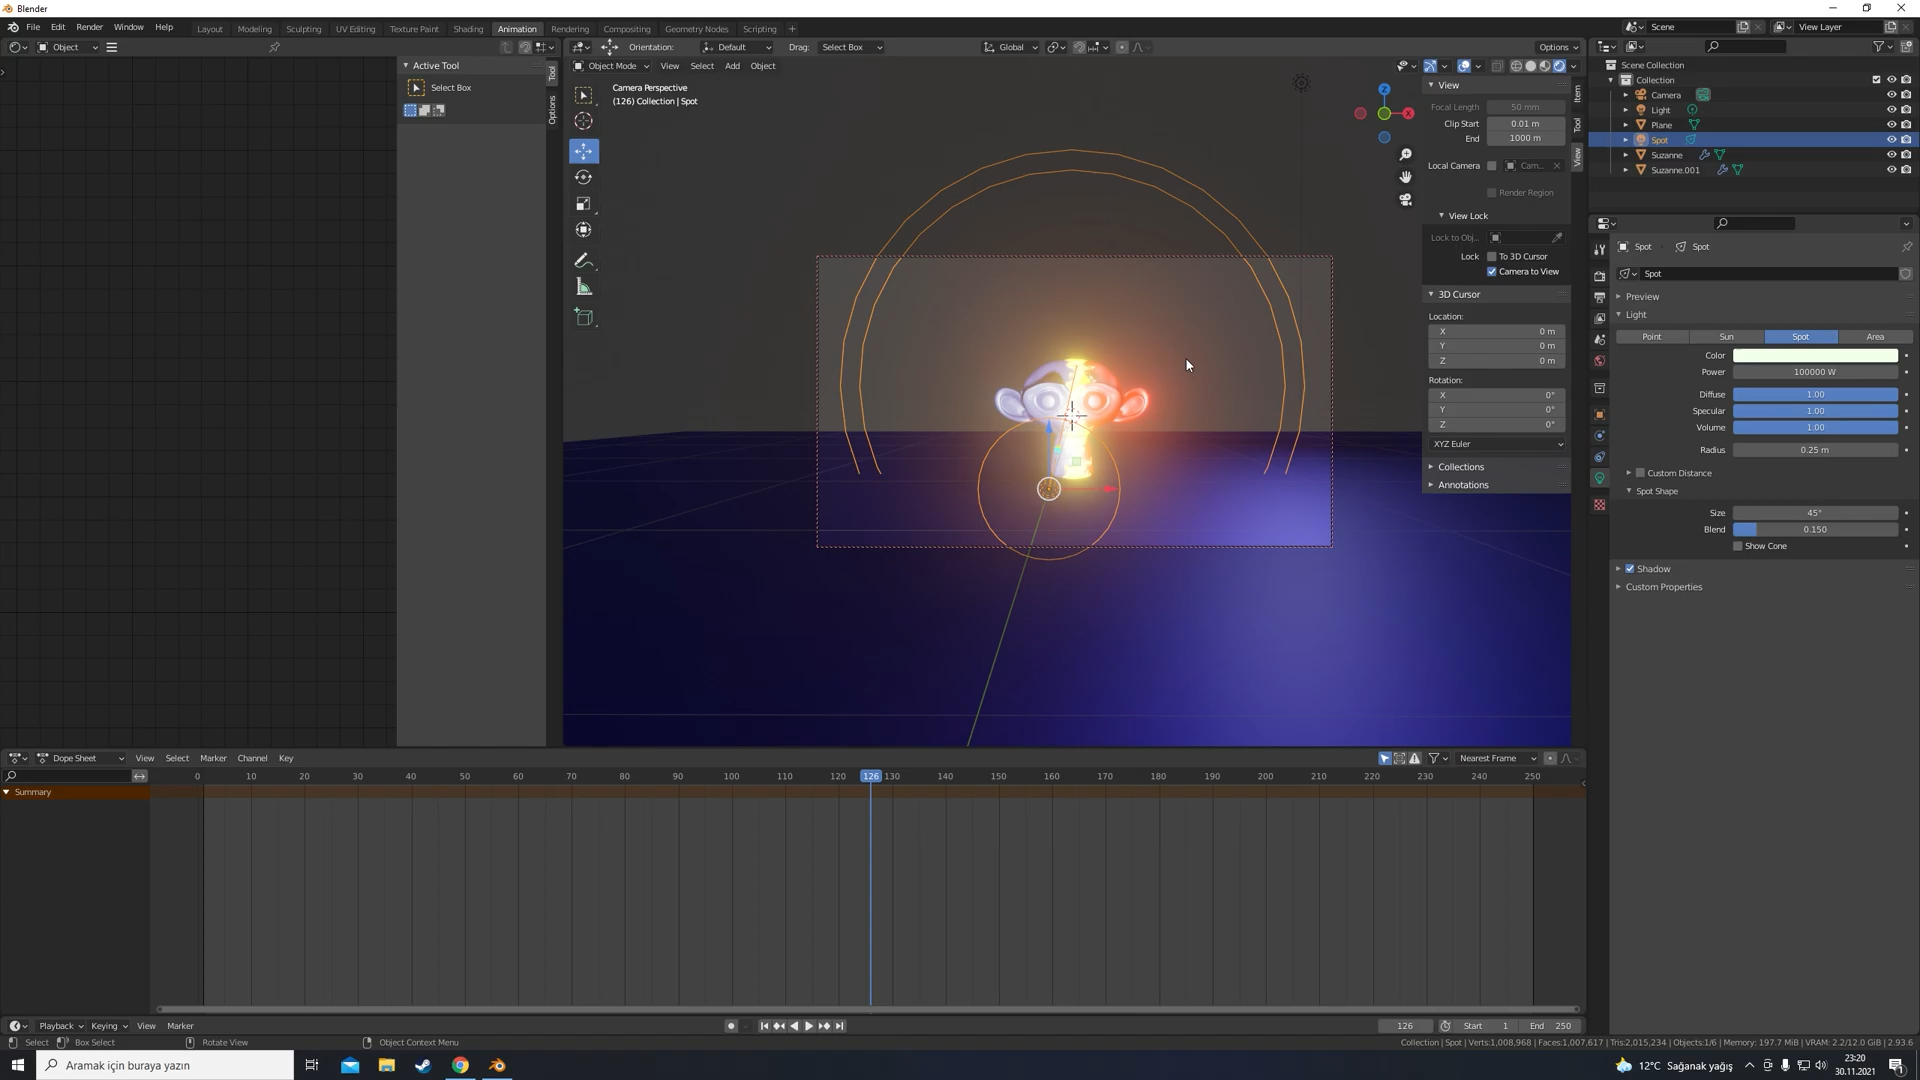 Blender
File Edit Render Window Help
Layout Modeling Sculpting UV Editing Texture Paint Shading Animation Rendering Compositing Geometry Nodes Scripting +
Scene
View Layer
Object
Orientation: Default Drag: Select Box
Global
Options
Object Mode View Select Add Object
Active Tool
Select Box
Tool
Options
Camera Perspective
(126) Collection | Spot
Z
X
View
Focal Length 50 mm
Clip Start 0.01 m
End 1000 m
Local Camera Cam...
Render Region
View Lock
Lock to Obj...
Lock To 3D Cursor
Camera to View
3D Cursor
Location:
X 0 m
Y 0 m
Z 0 m
Rotation:
X 0°
Y 0°
Z 0°
XYZ Euler
Collections
Annotations
Item
Tool
View
Scene Collection
Collection
Camera
Light
Plane
Spot
Suzanne
Suzanne.001
Spot Spot
Spot
Preview
Light
Point Sun Spot Area
Color
Power 100000 W
Diffuse 1.00
Specular 1.00
Volume 1.00
Radius 0.25 m
Custom Distance
Spot Shape
Size 45°
Blend 0.150
Show Cone
Shadow
Custom Properties
Dope Sheet View Select Marker Channel Key
Nearest Frame
0 10 20 30 40 50 60 70 80 90 100 110 120 126 130 140 150 160 170 180 190 200 210 220 230 240 250
Summary
Playback Keying View Marker
126 Start 1 End 250
Select Box Select Rotate View Object Context Menu
Collection | Spot | Verts:1,008,968 | Faces:1,007,617 | Tris:2,015,234 | Objects:1/6 | Memory: 197.7 MiB | VRAM: 2.2/12.0 GiB | 2.93.6
Aramak için buraya yazın
12°C Sağanak yağış
23:20
30.11.2021
1